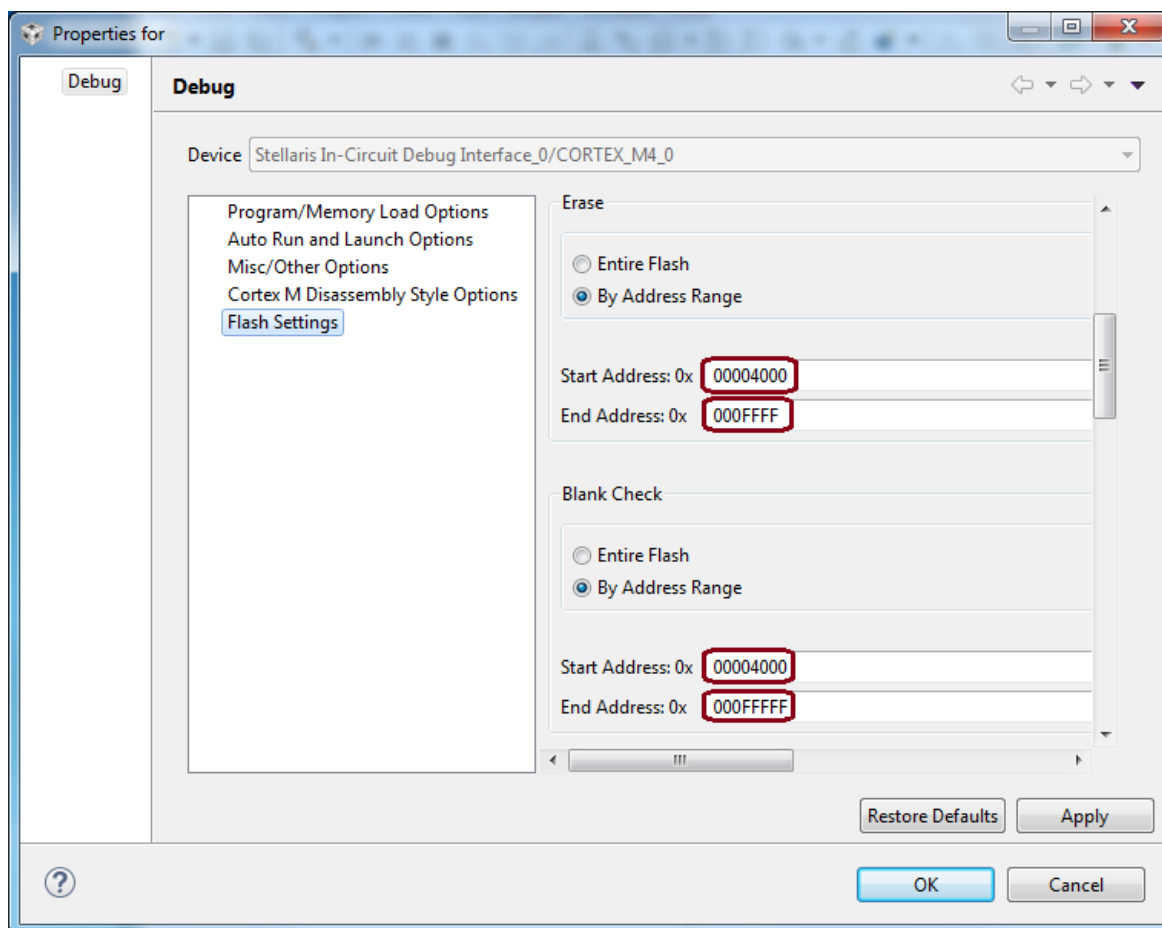 Properties for
Debug
Debug
Device Stellaris In-Circuit Debug Interface_0/CORTEX_M4_0
Program/Memory Load Options
Auto Run and Launch Options
Misc/Other Options
Cortex M Disassembly Style Options
Flash Settings
Erase
Entire Flash
By Address Range
Start Address: 0x 00004000
End Address: 0x 000FFFF
Blank Check
Entire Flash
By Address Range
Start Address: 0x 00004000
End Address: 0x 000FFFFF
Restore Defaults Apply
? OK Cancel